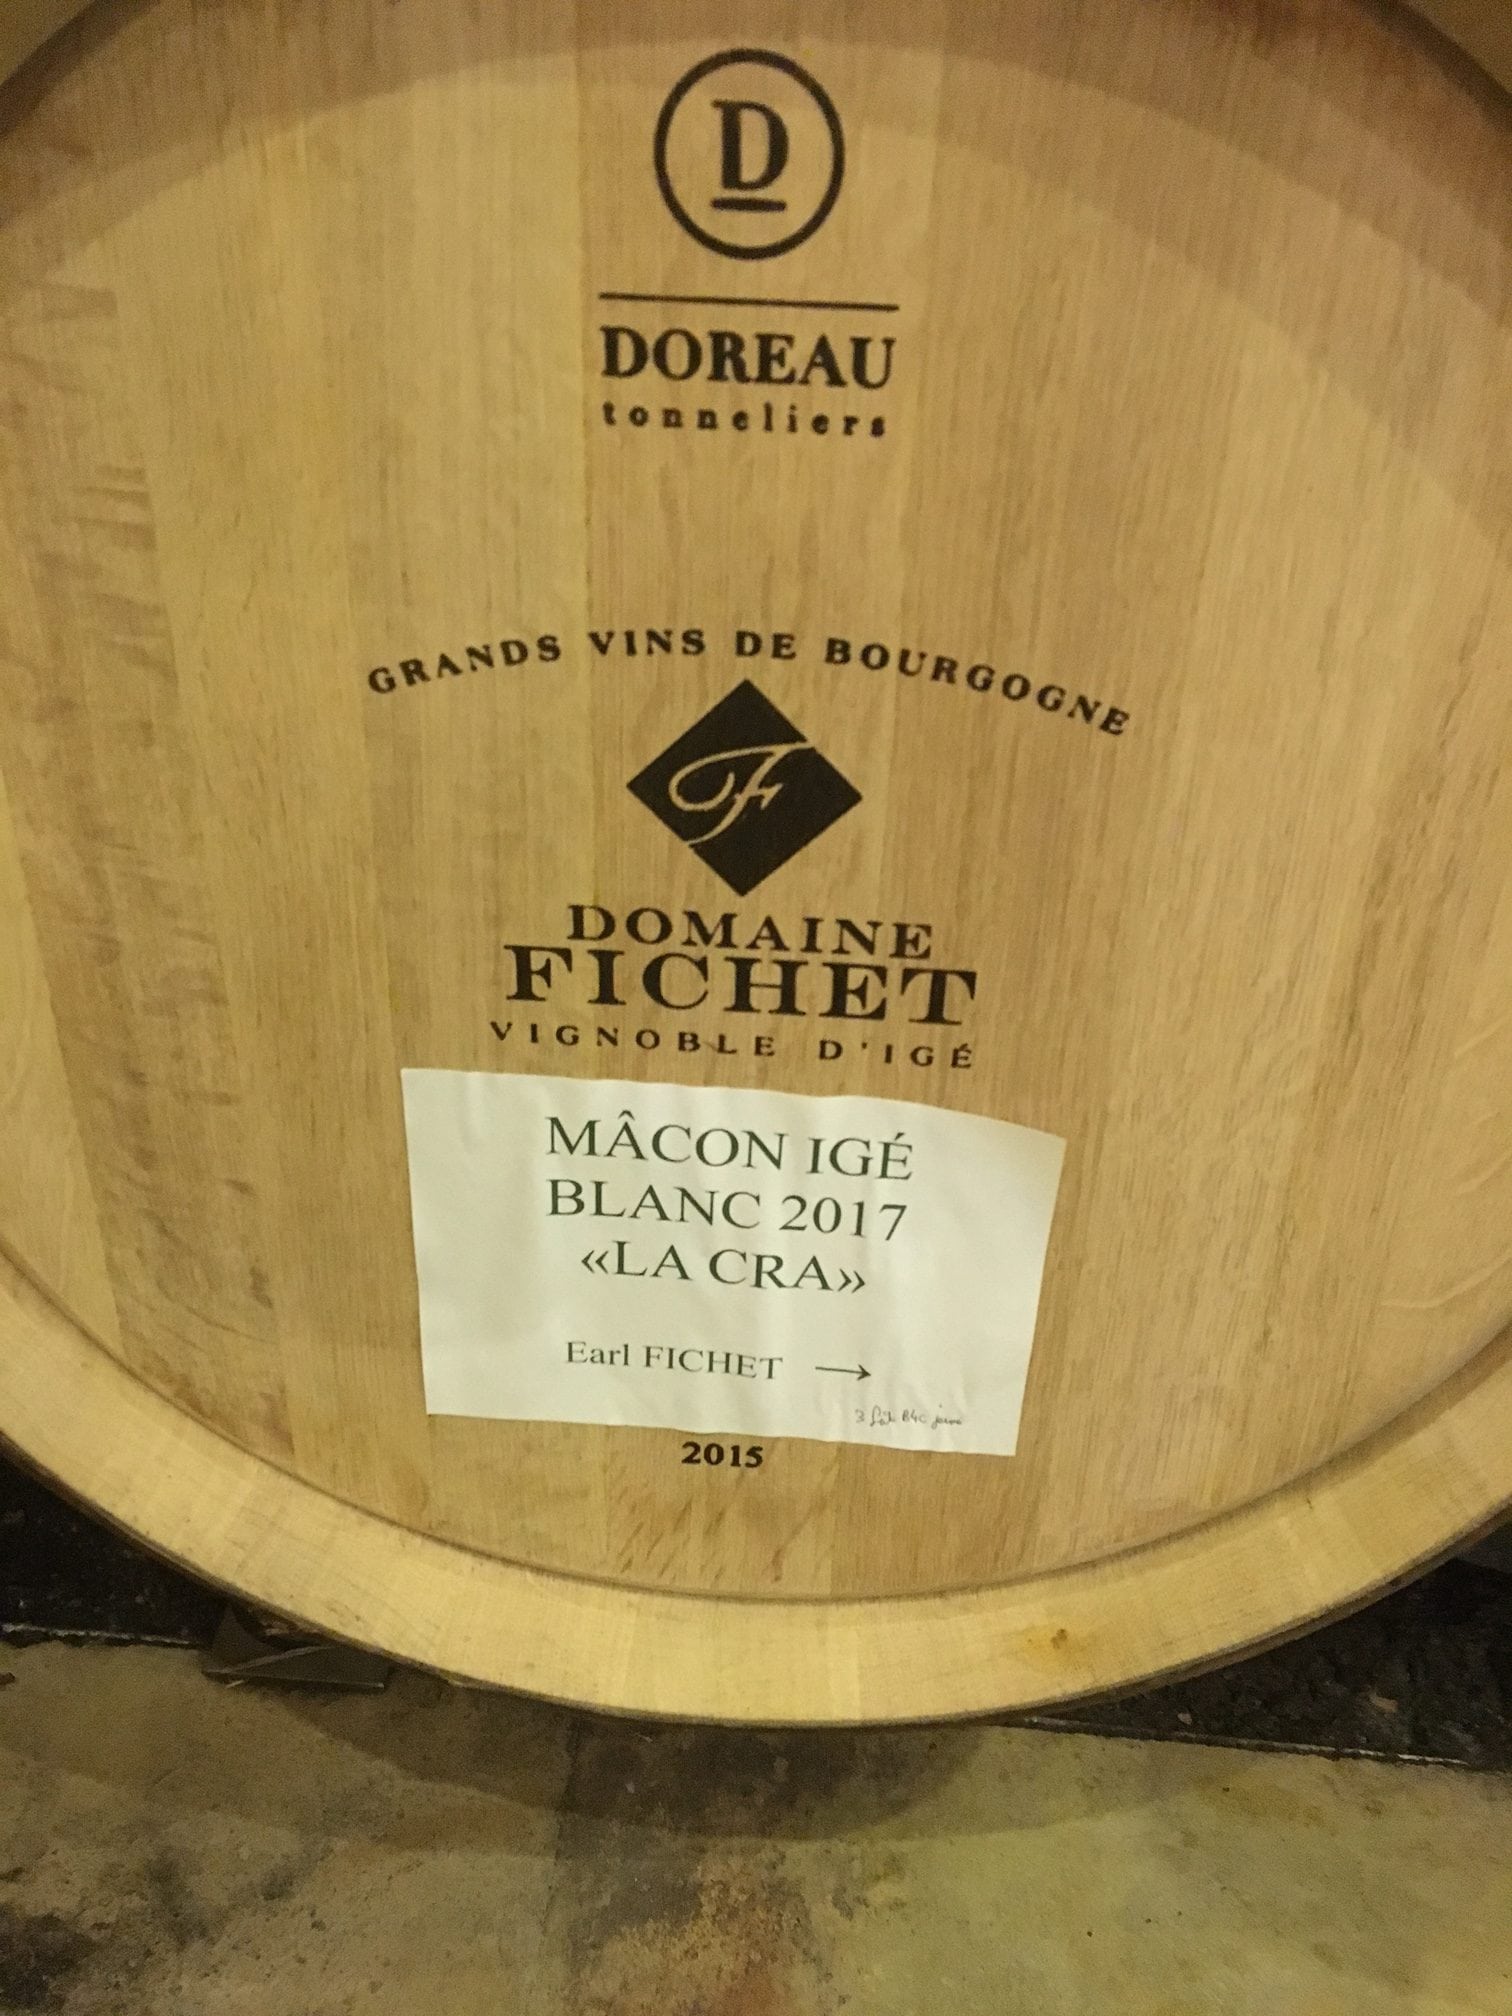 D
DOREAU
tonneliers
GRANDS VINS DE BOURGOGNE
F
DOMAINE
FICHET
VIGNOBLE D'IGÉ
MÂCON IGÉ
BLANC 2017
«LA CRA»
Earl FICHET →
3
2015